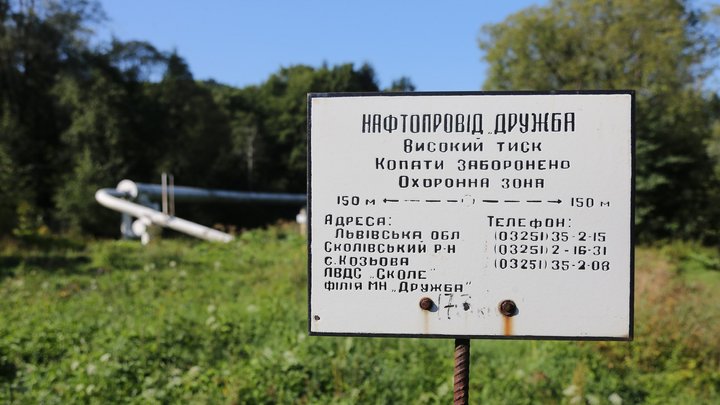 НАФТОПРОВІД „ДРУЖБА
ВИСОКИЙ ТИСК
КОПАТИ ЗАБОРОНЕНО
ОХОРОННА ЗОНА
150 м 150 м
АДРЕСА: ТЕЛЕФОН:
ЛЬВІВСЬКА ОБЛ (03251) 35-2-15
СКОЛІВСЬКИЙ Р-Н (03251) 2-16-31
С. КОЗЬОВА (03251) 35-2-08
ЛВДС „СКОЛЕ"
ФІЛІЯ МН „ДРУЖБА"